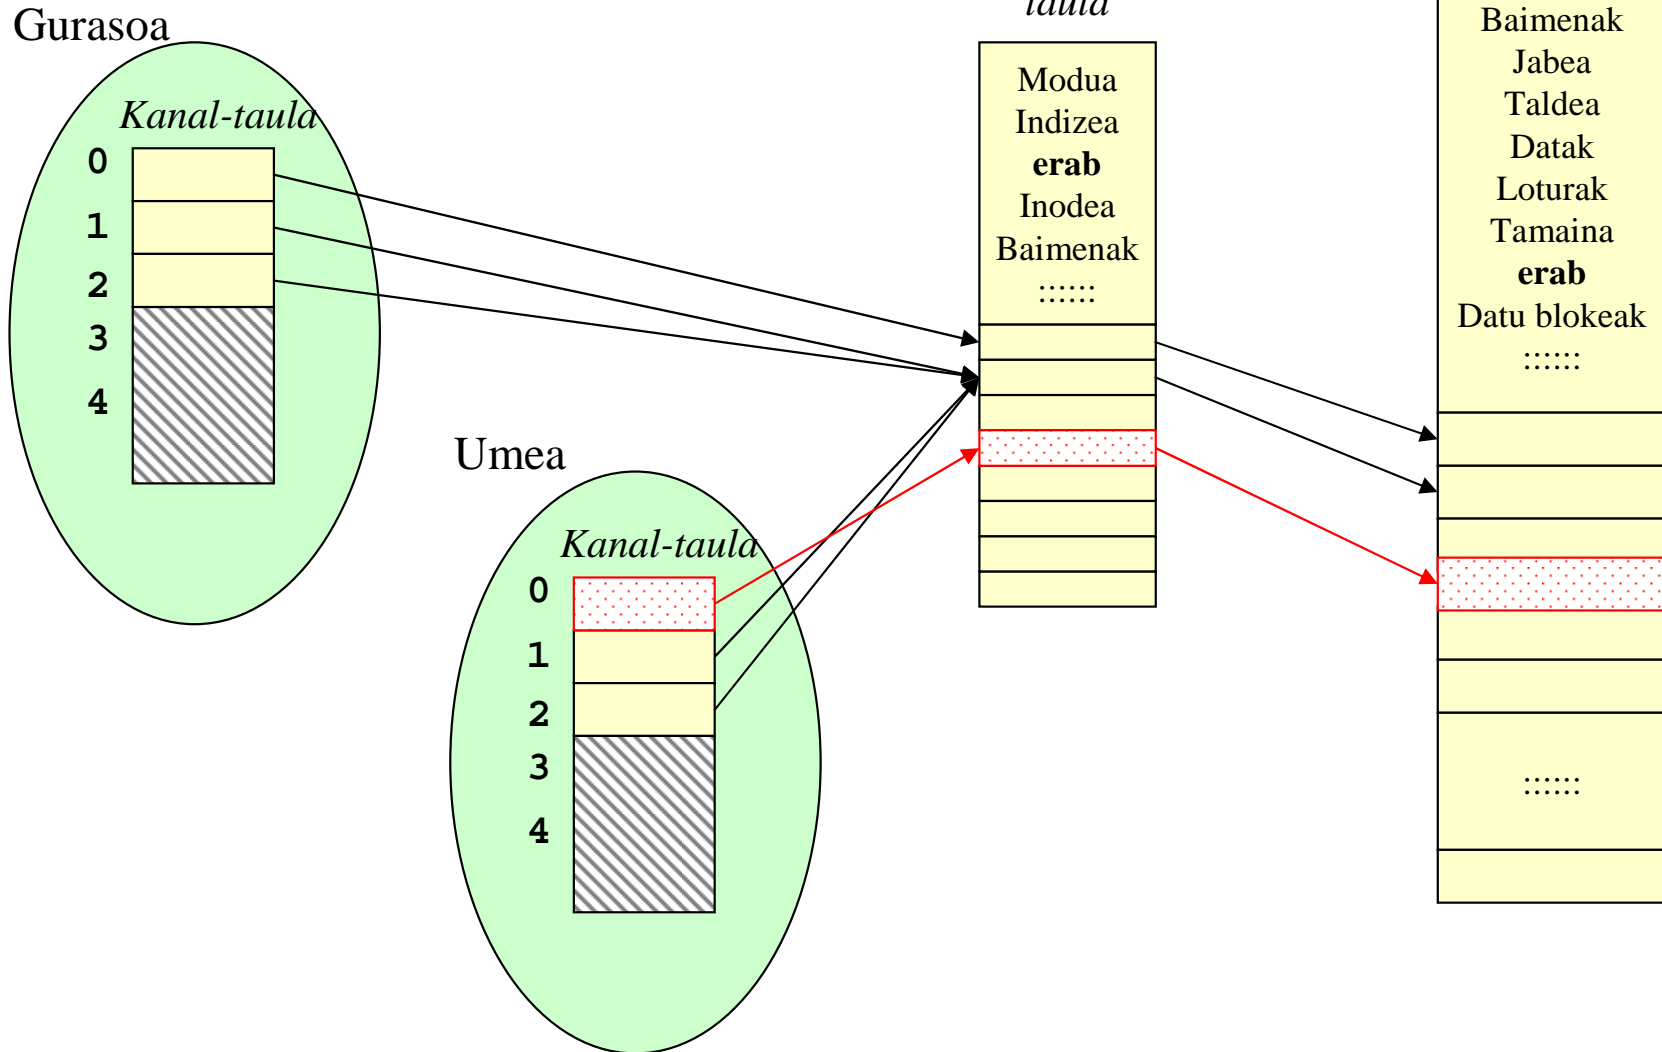 Gurasoa
Kanal-taula
0
1
2
3
4
Umea
Kanal-taula
0
1
2
3
4
taula
Modua
Indizea
erab
Inodea
Baimenak
::::::
Baimenak
Jabea
Taldea
Datak
Loturak
Tamaina
erab
Datu blokeak
::::::
::::::